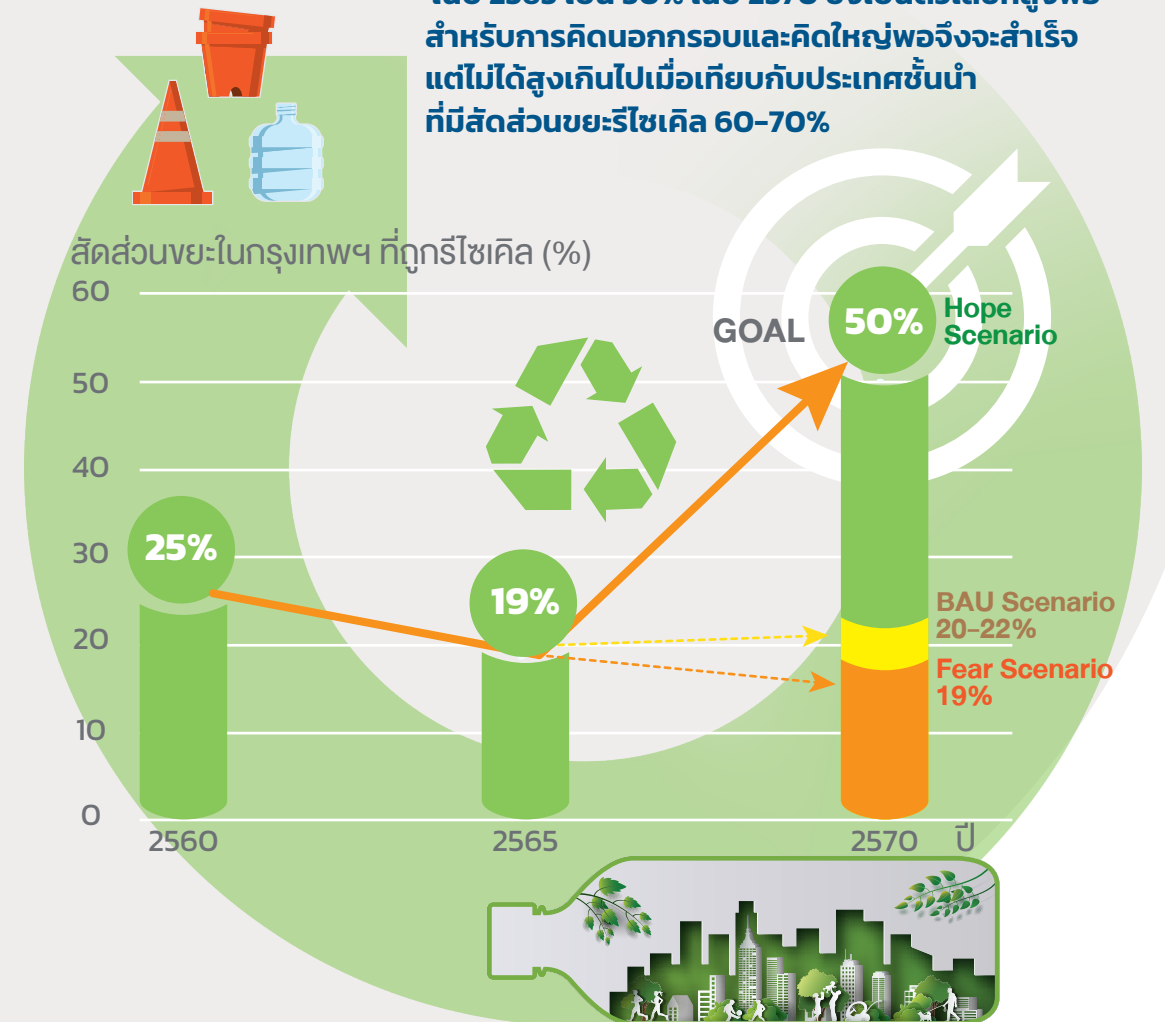 สำหรับการคิดนอกกรอบและคิดใหญ่พอจึงจะสำเร็จ
แต่ไม่ได้สูงเกินไปเมื่อเทียบกับประเทศชั้นนำ
ที่มีสัดส่วนขยะรีไซเคิล 60-70%
สัดส่วนขยะในกรุงเทพฯ ที่ถูกรีไซเคิล (%)
60
50
40
30
20
10
0
25%
19%
GOAL
50%
Hope
Scenario
BAU Scenario
20-22%
Fear Scenario
19%
2560
2565
2570
ปี